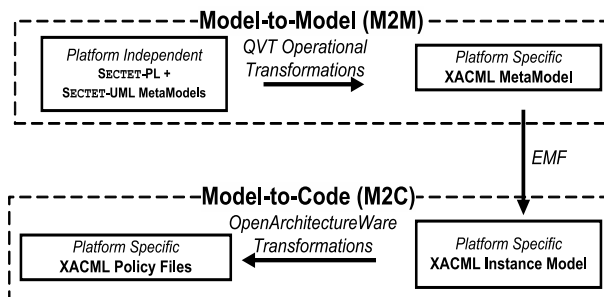 Model-to-Model (M2M)
Platform Independent
SECTET-PL +
SECTET-UML MetaModels
QVT Operational
Transformations
Platform Specific
XACML MetaModel
EMF
Model-to-Code (M2C)
OpenArchitectureWare
Transformations
Platform Specific
XACML Policy Files
Platform Specific
XACML Instance Model